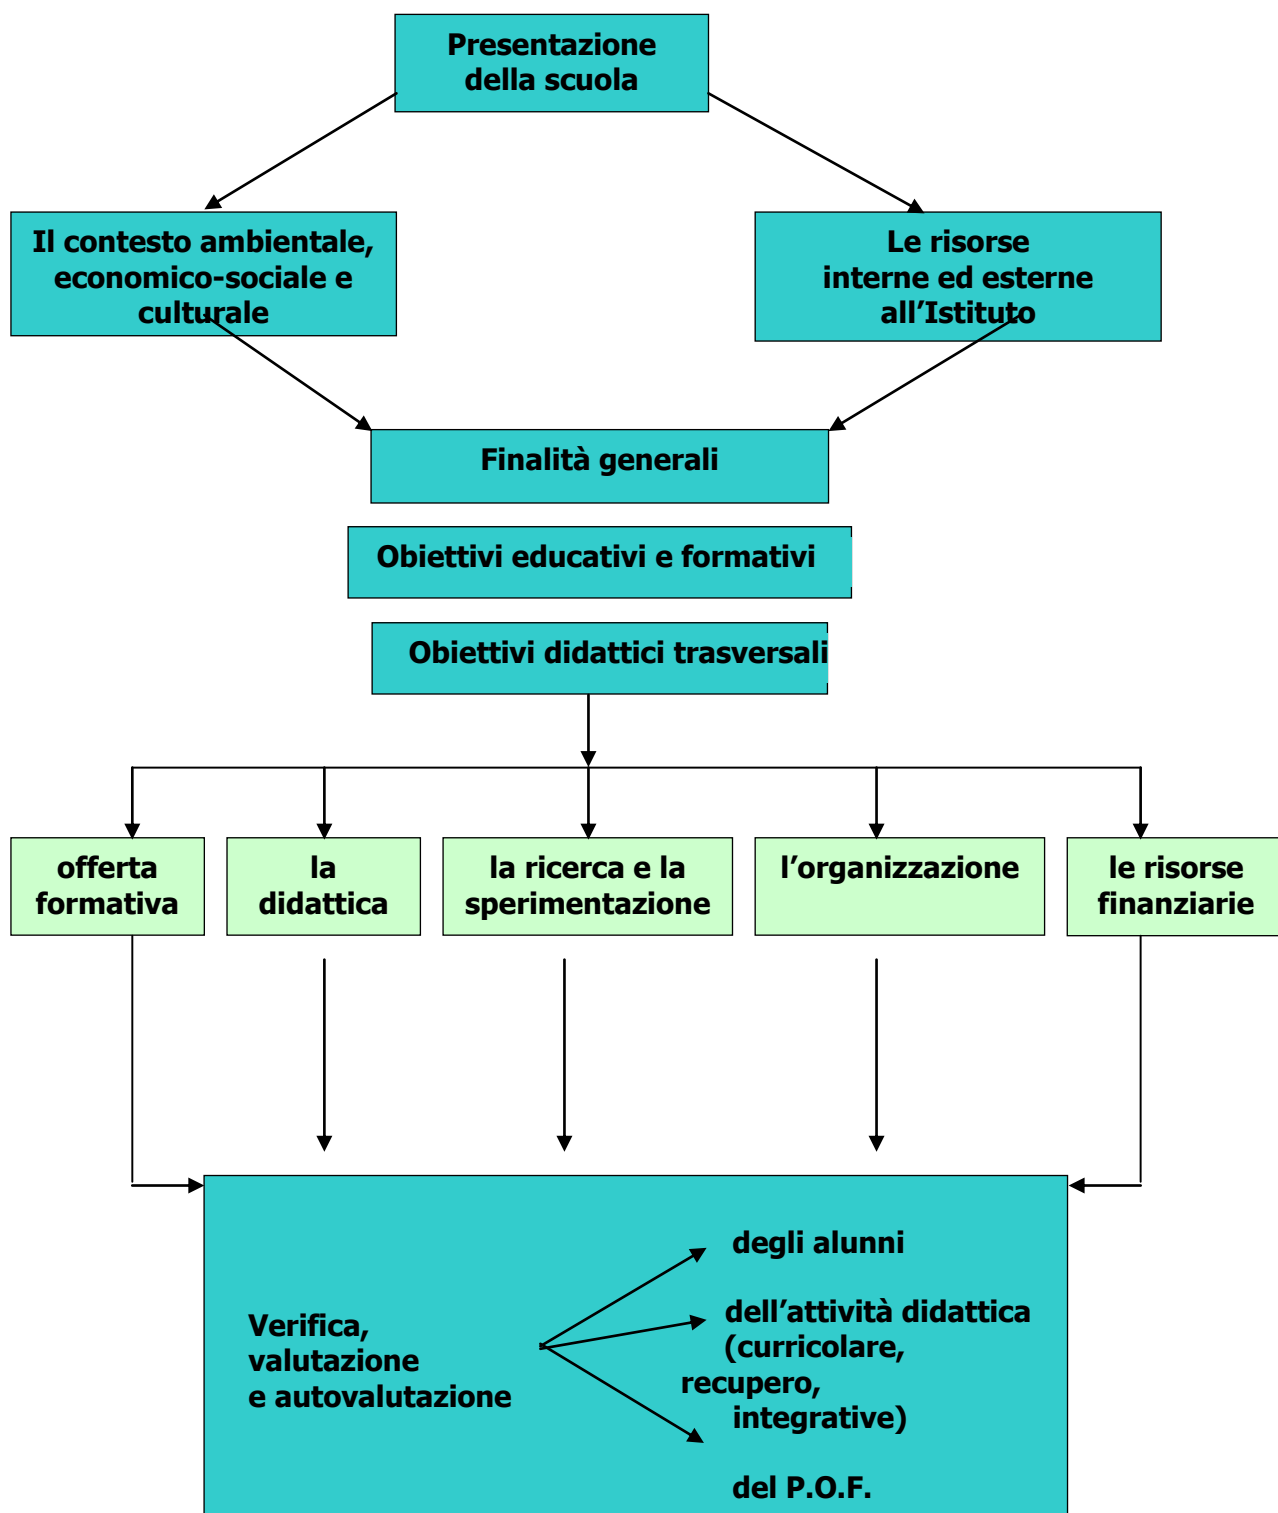 Presentazione
della scuola
Il contesto ambientale,
economico-sociale e
culturale
Le risorse
interne ed esterne
all’Istituto
Finalità generali
Obiettivi educativi e formativi
Obiettivi didattici trasversali
offerta
formativa
la
didattica
la ricerca e la
sperimentazione
l’organizzazione
le risorse
finanziarie
Verifica,
valutazione
e autovalutazione
degli alunni
dell’attività didattica
(curricolare,
recupero,
integrative)
del P.O.F.